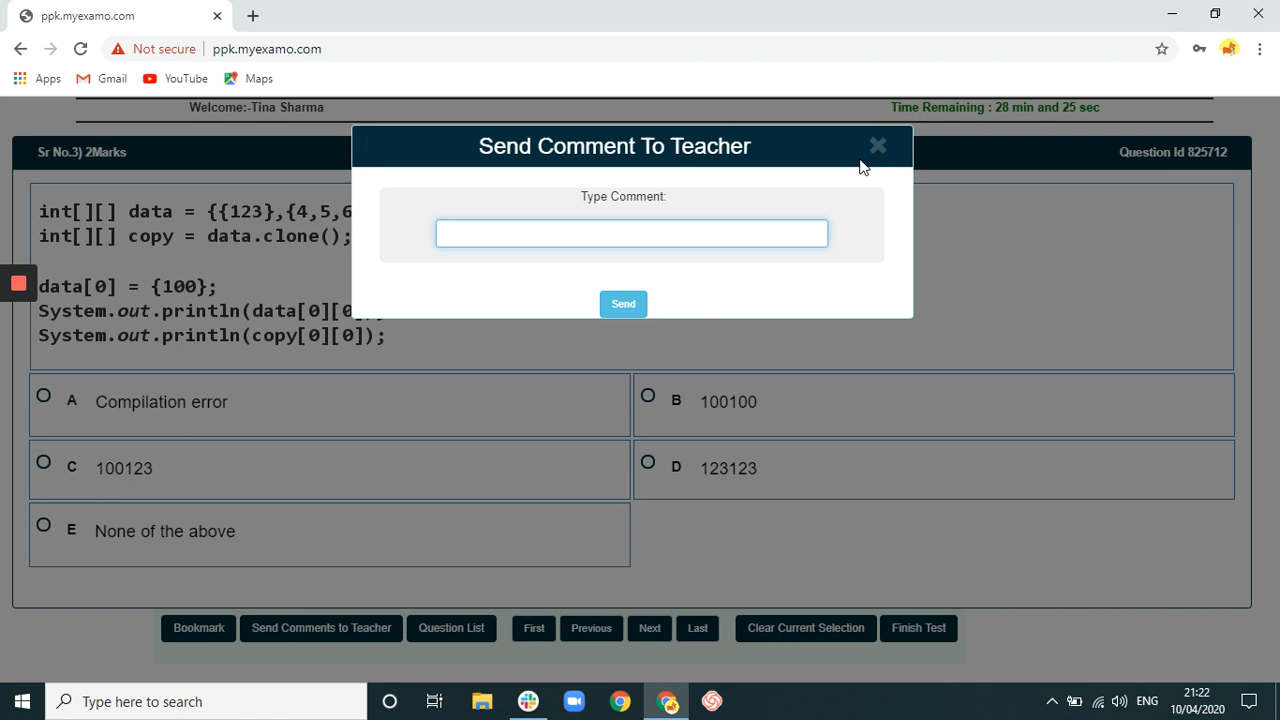 ppk.myexamo.com
Not secure ppk.myexamo.com
Apps Gmail YouTube Maps
Welcome:-Tina Sharma Time Remaining : 28 min and 25 sec
Sr No.3) 2Marks Send Comment To Teacher Question Id 825712
Type Comment:
int[][] data = {{123},{4,5,6
int[][] copy = data.clone();
data[0] = {100};
Send
System.out.println(data[0][0]);
System.out.println(copy[0][0]);
A Compilation error B 100100
C 100123 D 123123
E None of the above
Bookmark Send Comments to Teacher Question List First Previous Next Last Clear Current Selection Finish Test
Type here to search
ENG
21:22
10/04/2020